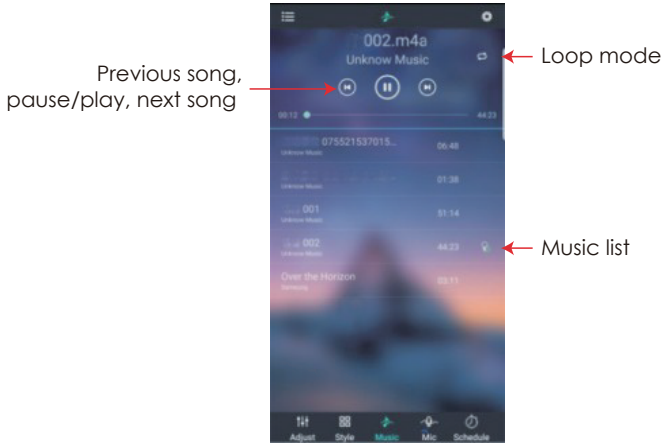 002.m4a
Unknow Music
Loop mode
Previous song,
pause/play, next song
00:12
44:23
075521537015...
06:48
Unknow Music
01:38
Unknow Music
001
51:14
Unknow Music
002
44:23
Unknow Music
Music list
Over the Horizon
03:11
Samsung
Adjust
Style
Music
Mic
Schedule